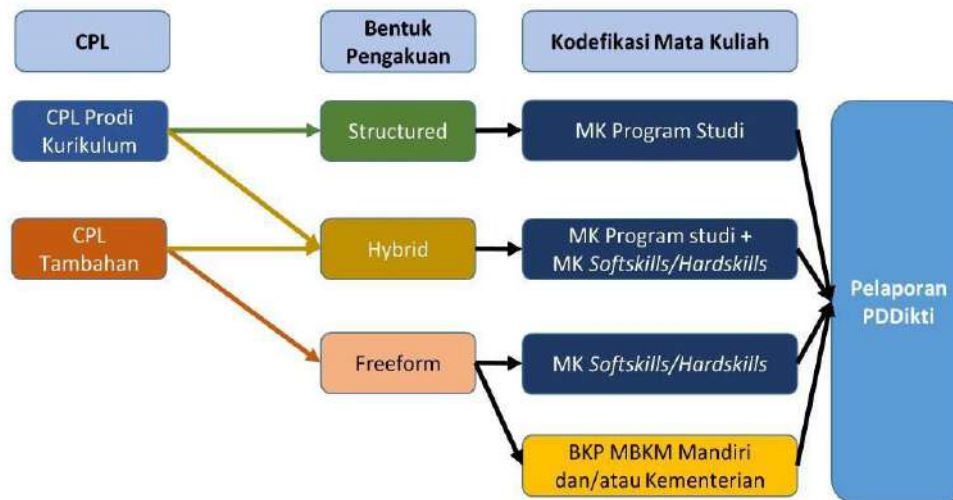 CPL
Bentuk
Pengakuan
Kodefikasi Mata Kuliah
CPL Prodi
Kurikulum
Structured
MK Program Studi
CPL
Tambahan
Hybrid
MK Program studi +
MK Softskills/Hardskills
Pelaporan
PDDikti
Freeform
MK Softskills/Hardskills
BKP MBKM Mandiri
dan/atau Kementerian